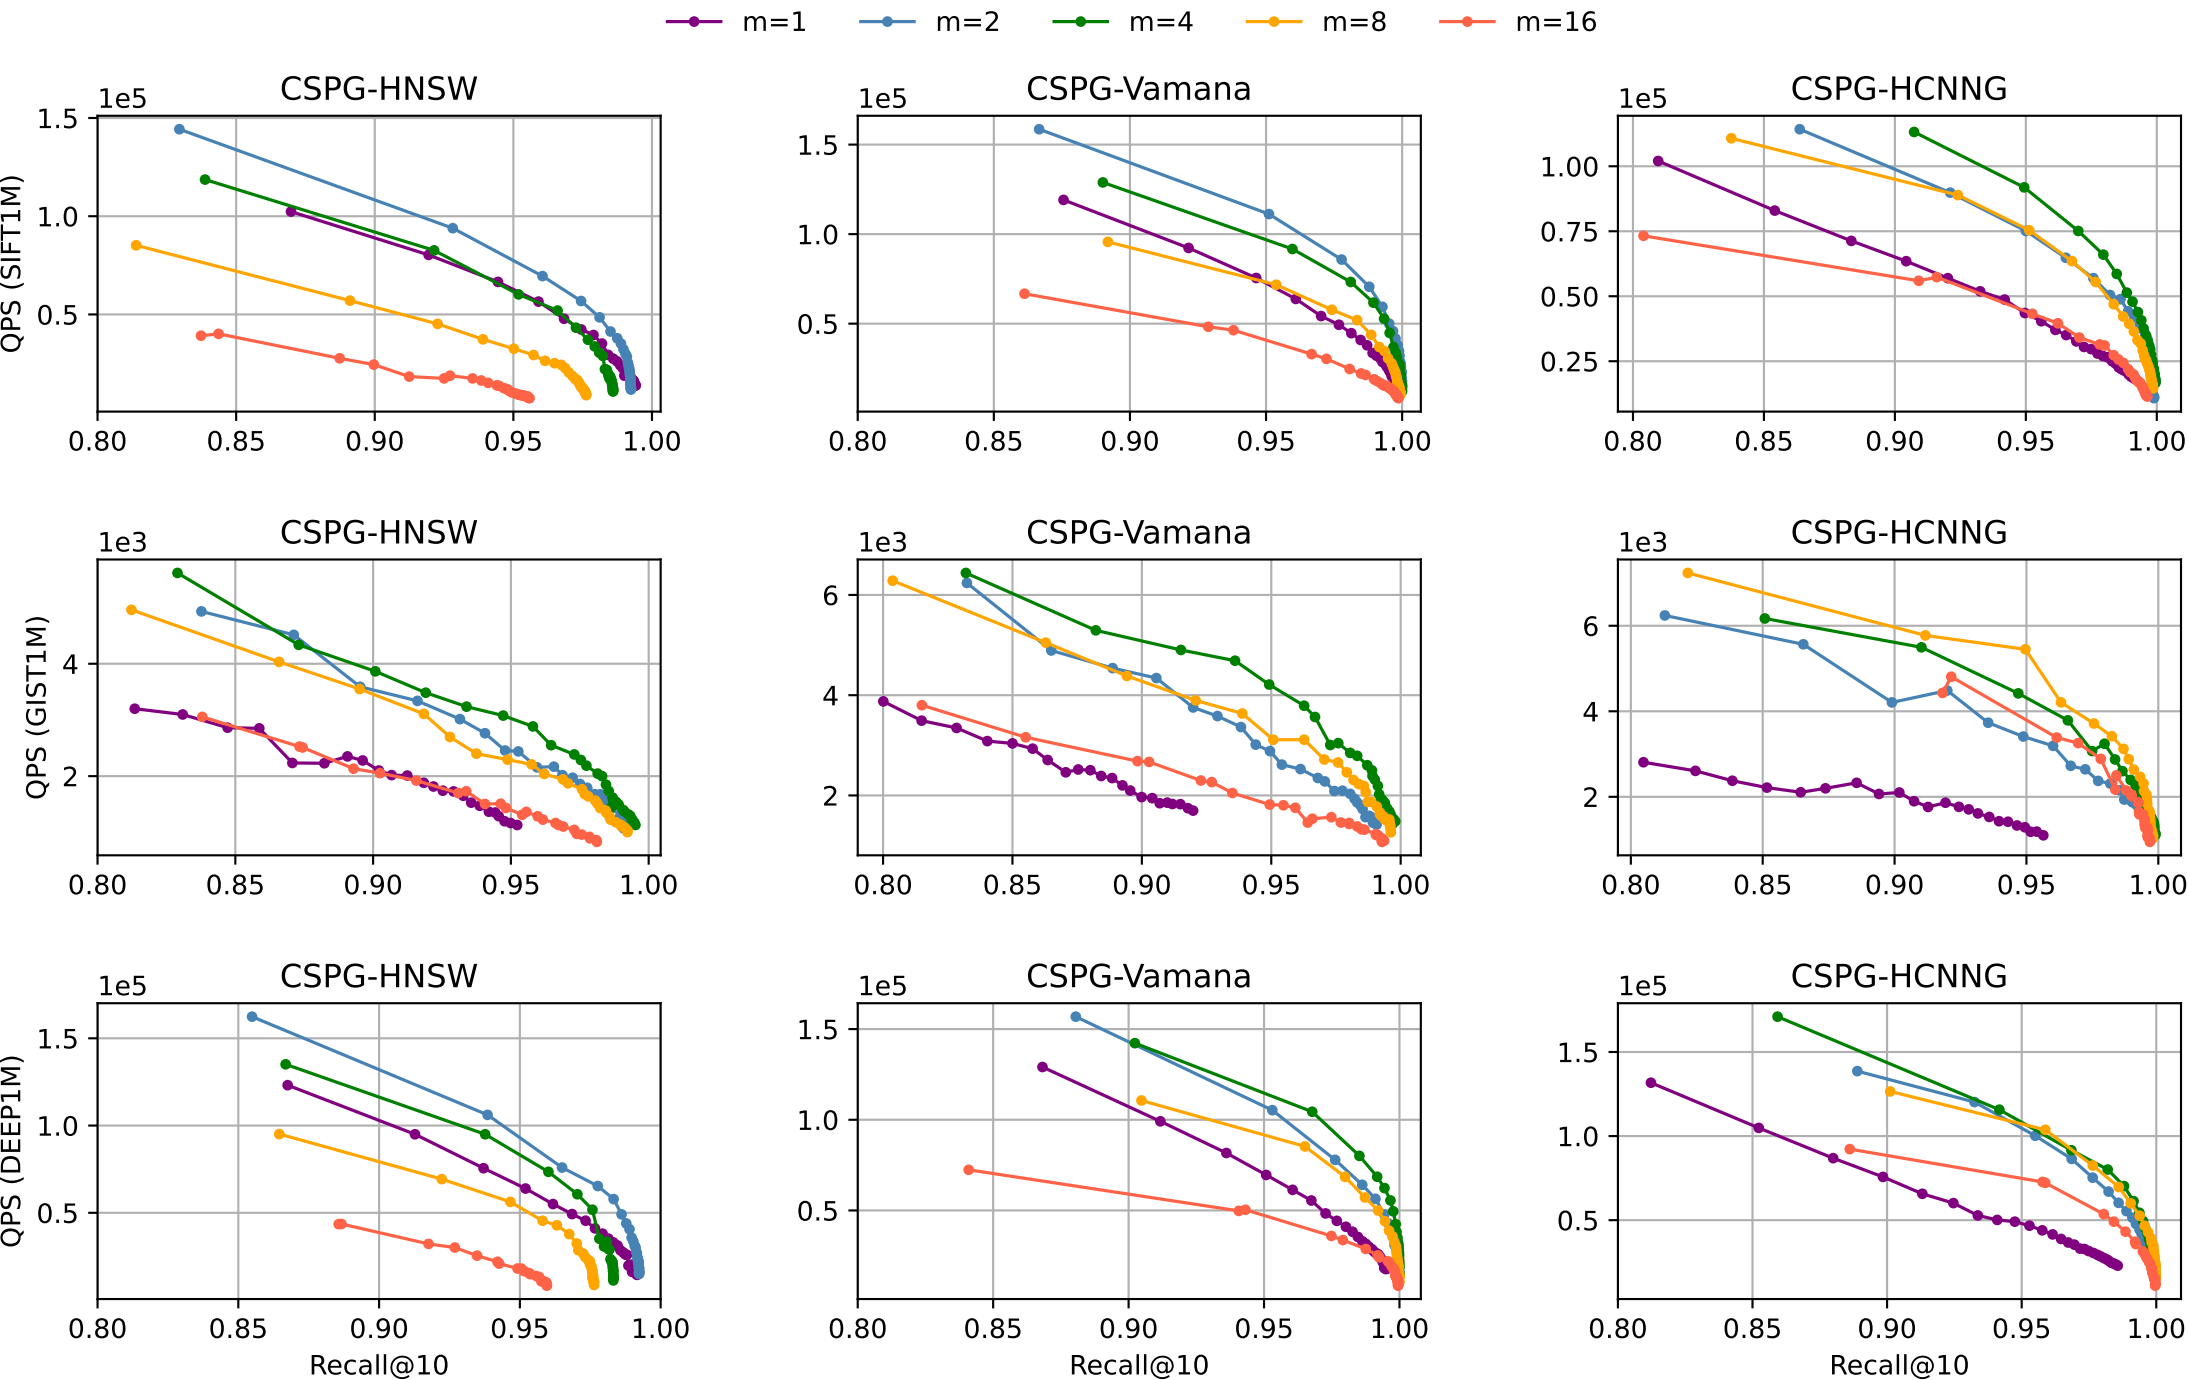 m=1 m=2 m=4 m=8 m=16
CSPG-HNSW CSPG-Vamana CSPG-HCNNG
1e5 1e5 1e5
QPS (SIFT1M)
1.5
1.0
0.5
1.5
1.0
0.5
1.00
0.75
0.50
0.25
0.80 0.85 0.90 0.95 1.00 0.80 0.85 0.90 0.95 1.00 0.80 0.85 0.90 0.95 1.00
CSPG-HNSW CSPG-Vamana CSPG-HCNNG
1e3 1e3 1e3
QPS (GIST1M)
4
2
6
4
2
6
4
2
0.80 0.85 0.90 0.95 1.00 0.80 0.85 0.90 0.95 1.00 0.80 0.85 0.90 0.95 1.00
CSPG-HNSW CSPG-Vamana CSPG-HCNNG
1e5 1e5 1e5
QPS (DEEP1M)
1.5
1.0
0.5
1.5
1.0
0.5
1.5
1.0
0.5
0.80 0.85 0.90 0.95 1.00 0.80 0.85 0.90 0.95 1.00 0.80 0.85 0.90 0.95 1.00
Recall@10 Recall@10 Recall@10